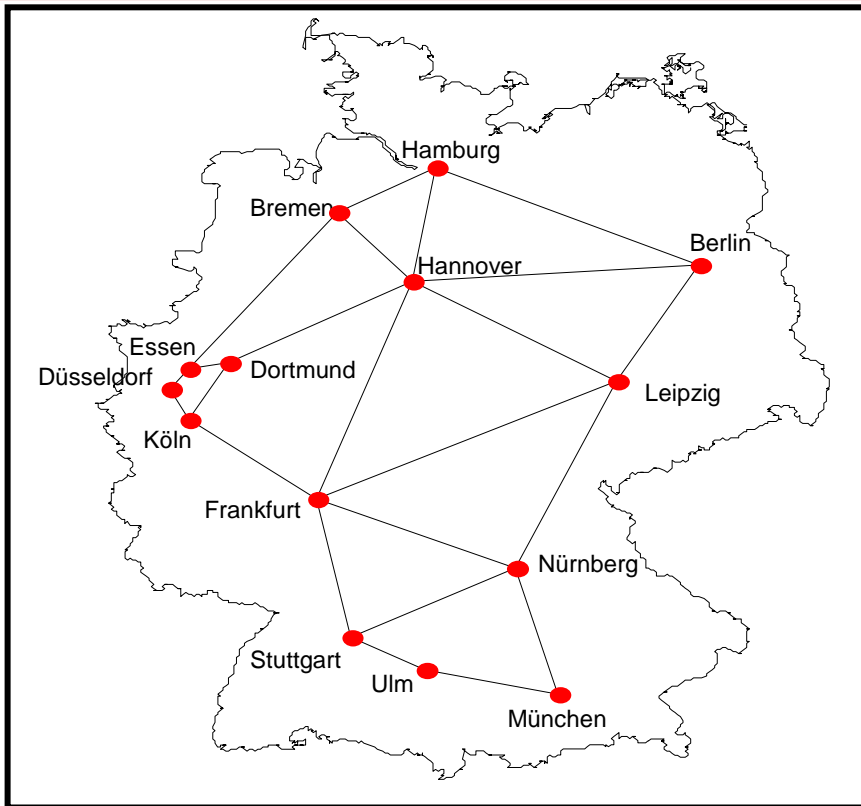 Hamburg
Bremen
Berlin
Hannover
Essen
Dortmund
Düsseldorf
Leipzig
Köln
Frankfurt
Nürnberg
Stuttgart
Ulm
München